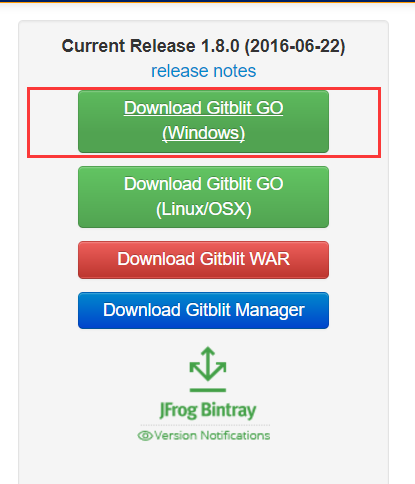 Current Release 1.8.0 (2016-06-22)
release notes
Download Gitblit GO
(Windows)
Download Gitblit GO
(Linux/OSX)
Download Gitblit WAR
Download Gitblit Manager
JFrog Bintray
Version Notifications